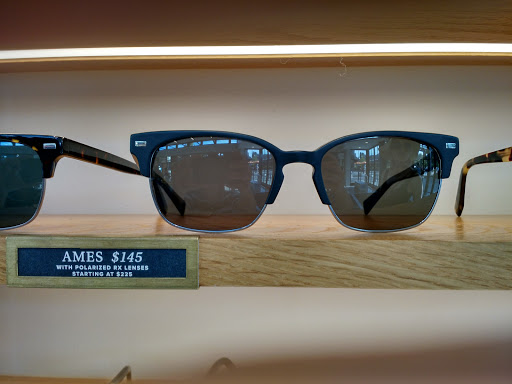 AMES $145
WITH POLARIZED RX LENSES
STARTING AT $225